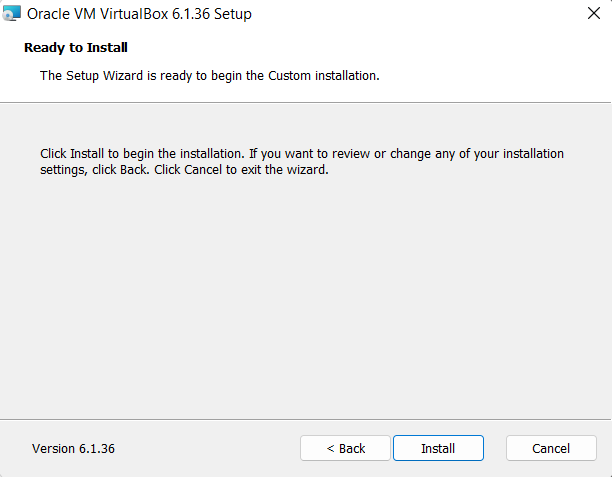 Oracle VM VirtualBox 6.1.36 Setup
Ready to Install
The Setup Wizard is ready to begin the Custom installation.
Click Install to begin the installation. If you want to review or change any of your installation
settings, click Back. Click Cancel to exit the wizard.
Version 6.1.36
< Back
Install
Cancel